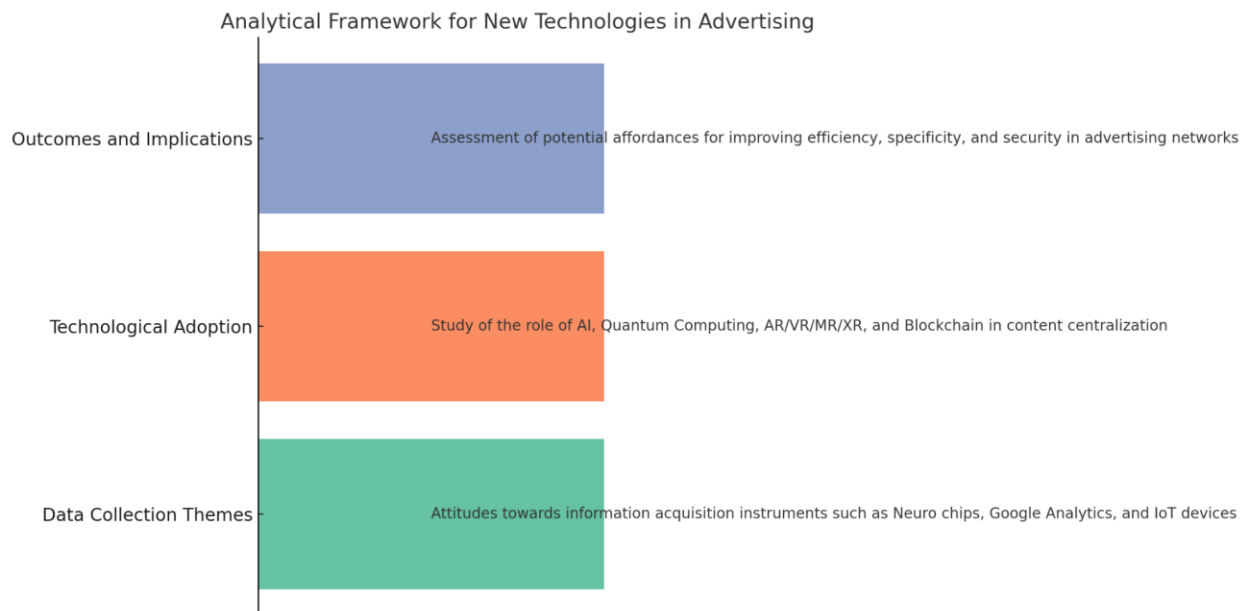 Analytical Framework for New Technologies in Advertising
Outcomes and Implications
Assessment of potential affordances for improving efficiency, specificity, and security in advertising networks
Technological Adoption
Study of the role of AI, Quantum Computing, AR/VR/MR/XR, and Blockchain in content centralization
Data Collection Themes
Attitudes towards information acquisition instruments such as Neuro chips, Google Analytics, and IoT devices